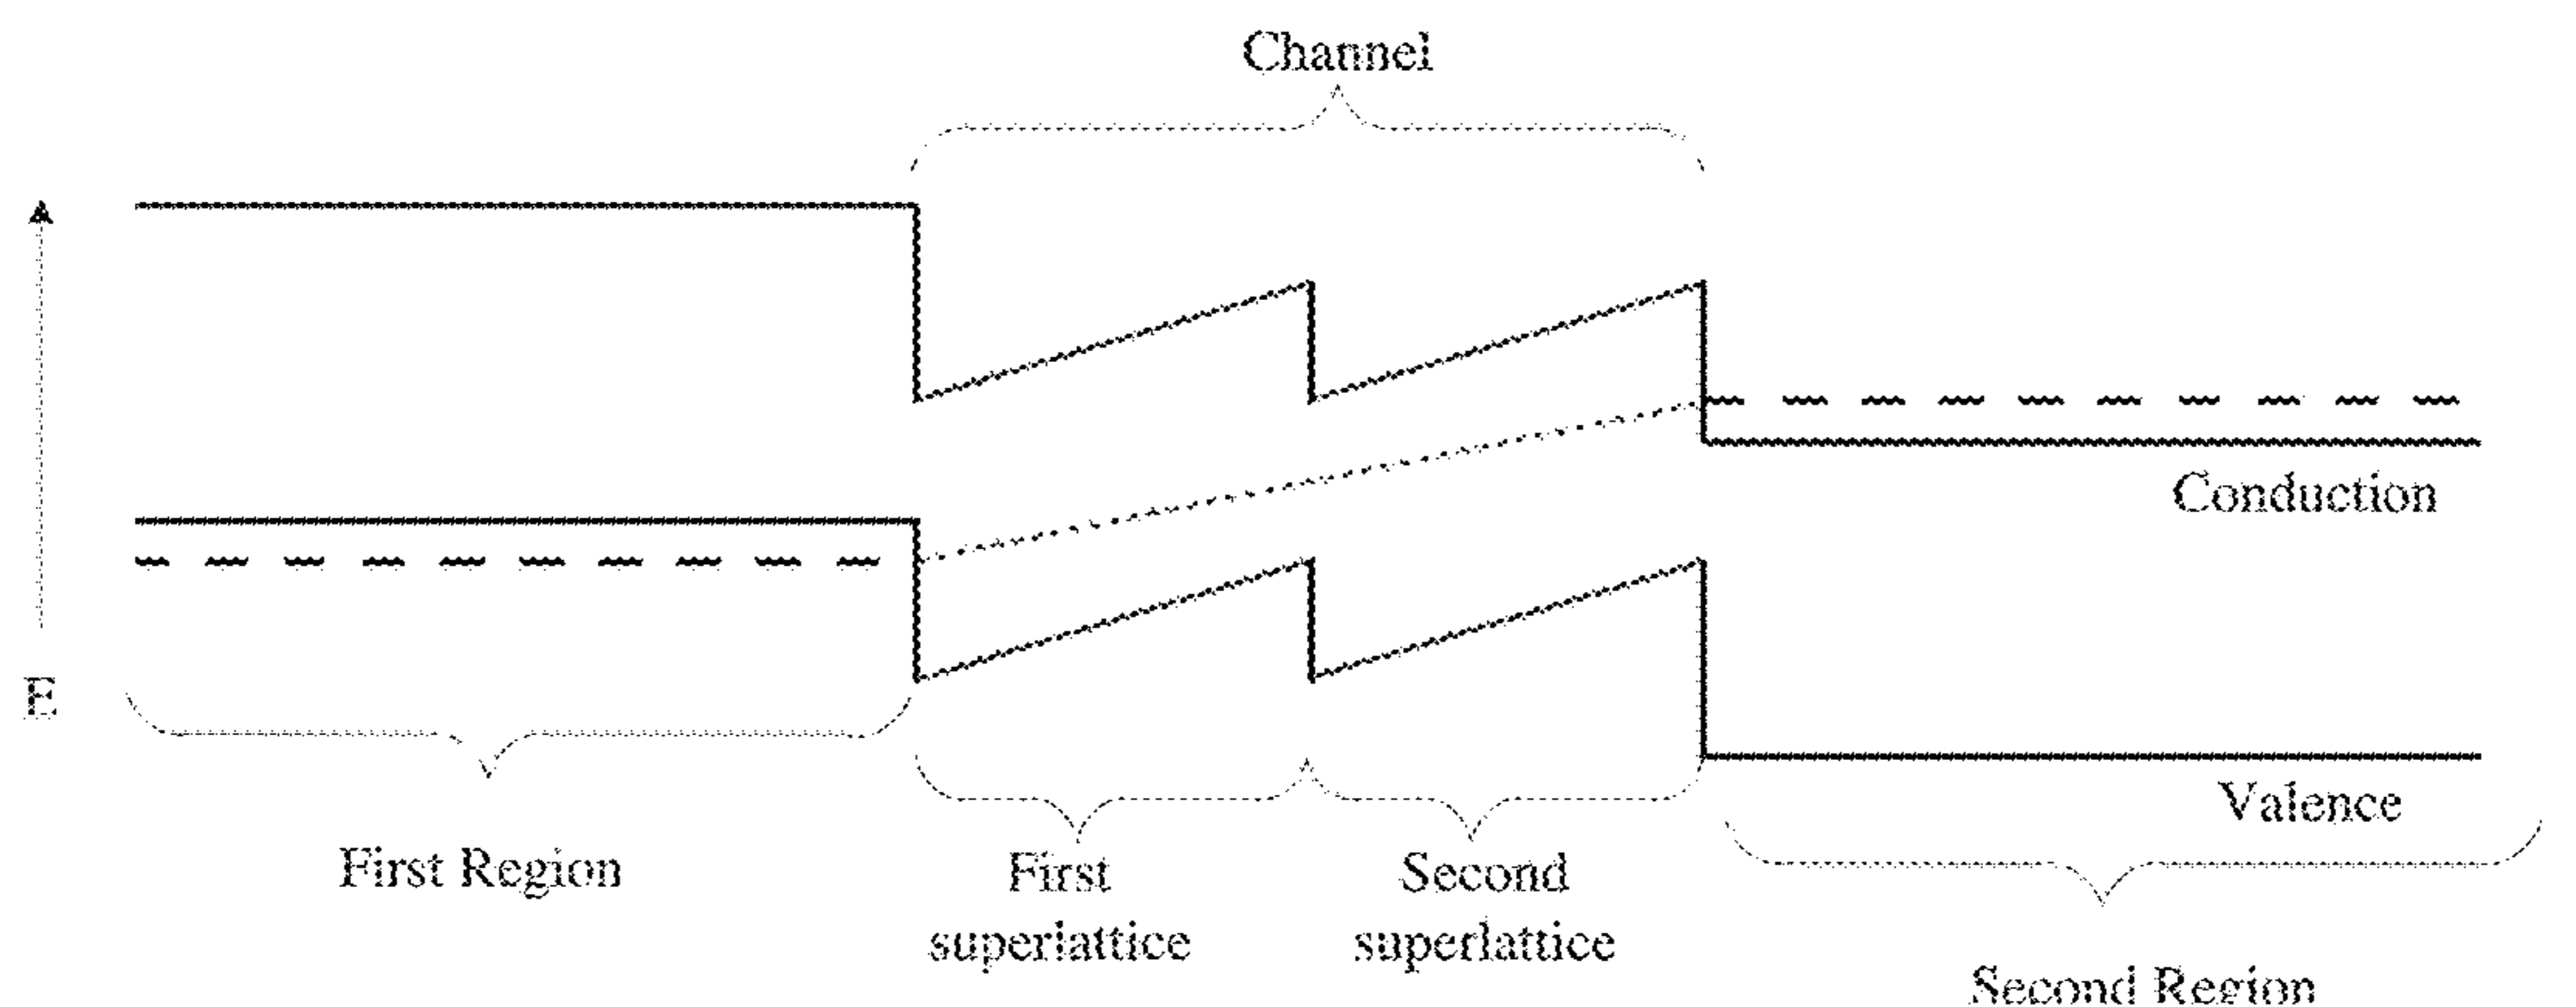 Channel
Conduction
E
Valence
First Region
First
superlattice
Second
superlattice
Second Region